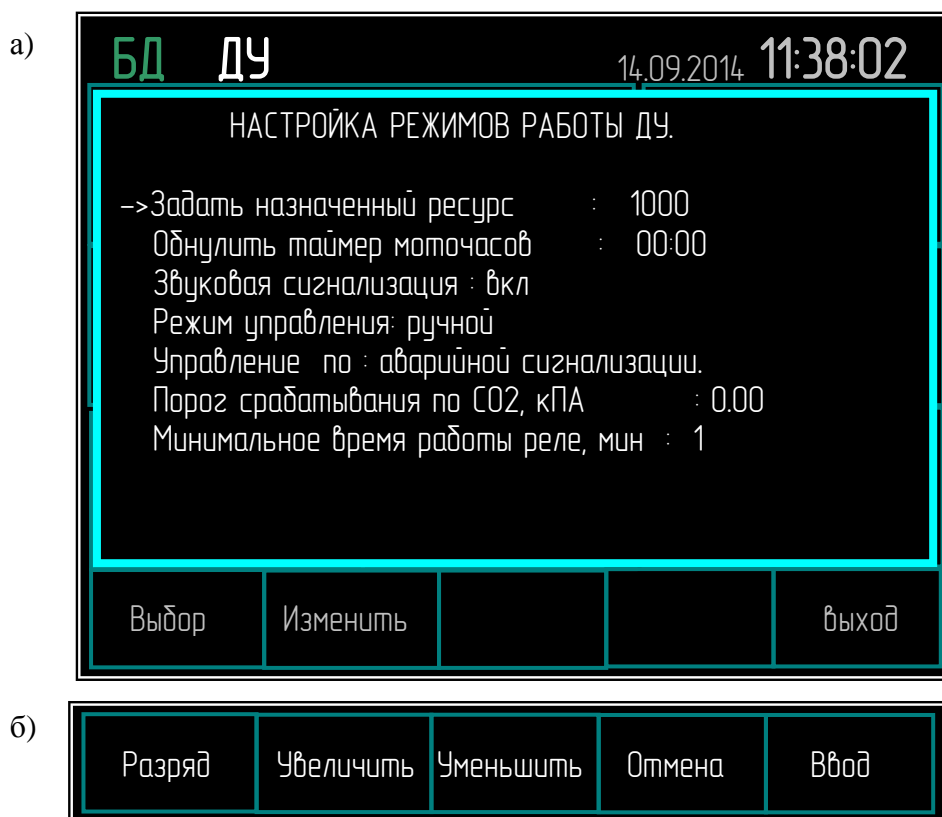 а)
БД ДУ 14.09.2014 11:38:02
НАСТРОЙКА РЕЖИМОВ РАБОТЫ ДУ.
->Задать назначенный ресурс : 1000
Обнулить таймер моточасов : 00:00
Звуковая сигнализация : вкл
Режим управления: ручной
Управление по : аварийной сигнализации.
Порог срабатывания по СО2, кПА : 0.00
Минимальное время работы реле, мин : 1
Выбор Изменить выход
б)
Разряд Увеличить Уменьшить Отмена Ввод